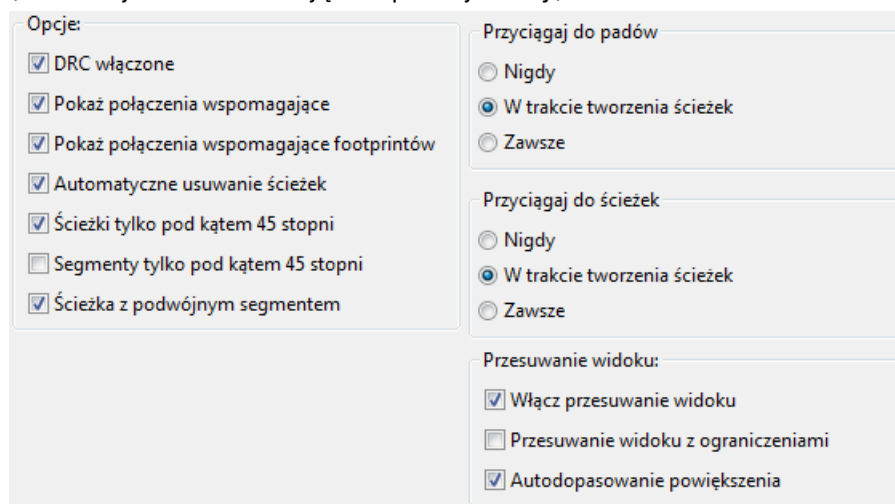 Opcje:
DRC włączone
Pokaż połączenia wspomagające
Pokaż połączenia wspomagające footprintów
Automatyczne usuwanie ścieżek
Ścieżki tylko pod kątem 45 stopni
Segmenty tylko pod kątem 45 stopni
Ścieżka z podwójnym segmentem
Przyciągaj do padów
Nigdy
W trakcie tworzenia ścieżek
Zawsze
Przyciągaj do ścieżek
Nigdy
W trakcie tworzenia ścieżek
Zawsze
Przesuwanie widoku:
Włącz przesuwanie widoku
Przesuwanie widoku z ograniczeniami
Autodopasowanie powiększenia